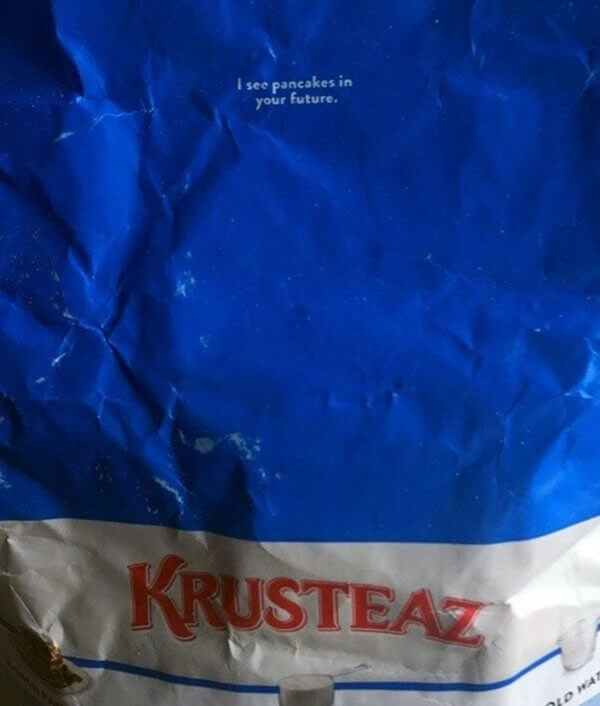 I see pancakes in
your future.
KRUSTEAZ